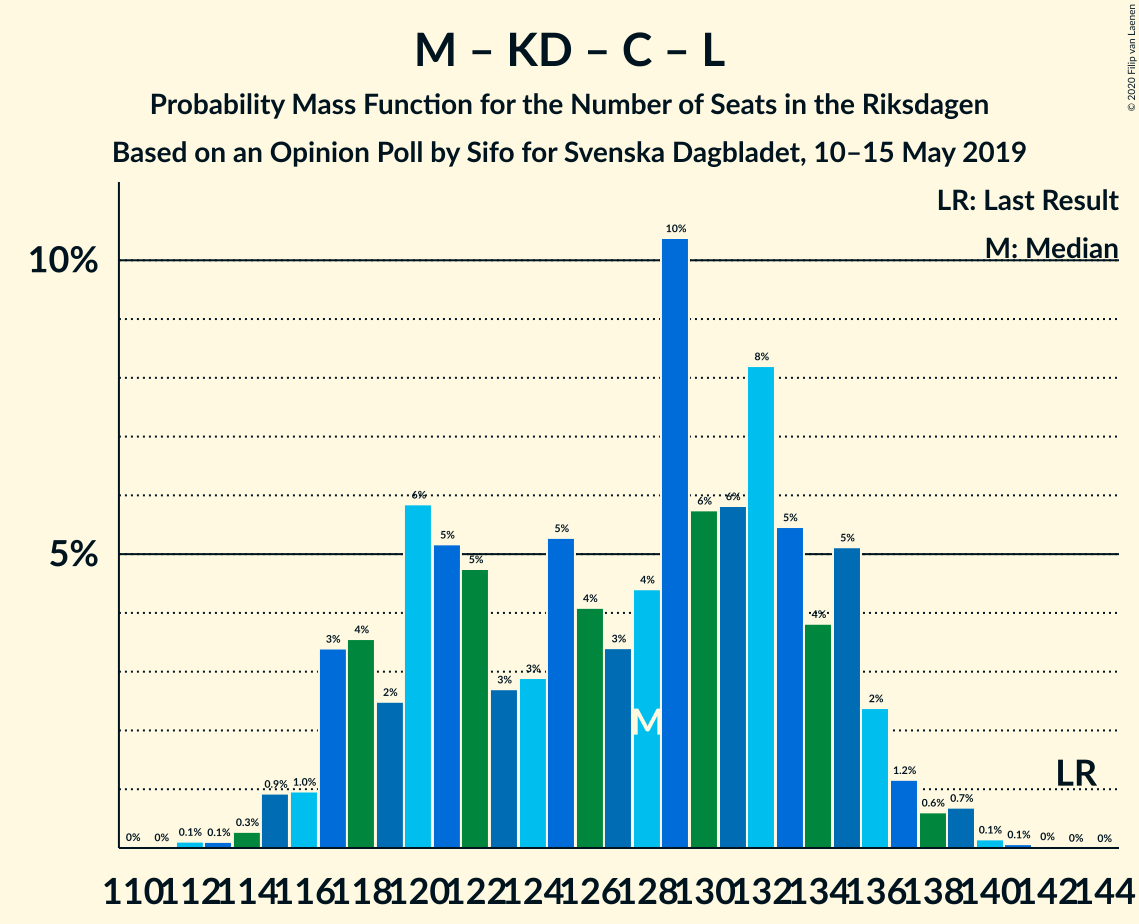 M – KD – C – L
Probability Mass Function for the Number of Seats in the Riksdagen
Based on an Opinion Poll by Sifo for Svenska Dagbladet, 10–15 May 2019
© 2020 Filip van Laenen
LR: Last Result
M: Median
10%
5%
0% 0% 0.1% 0.1% 0.3% 0.9% 1.0% 3% 4% 2% 6% 5% 5% 3% 3% 5% 4% 3% 4% 10% 6% 6% 8% 5% 4% 5% 2% 1.2% 0.6% 0.7% 0.1% 0.1% 0% 0% 0%
M
LR
110 112 114 116 118 120 122 124 126 128 130 132 134 136 138 140 142 144